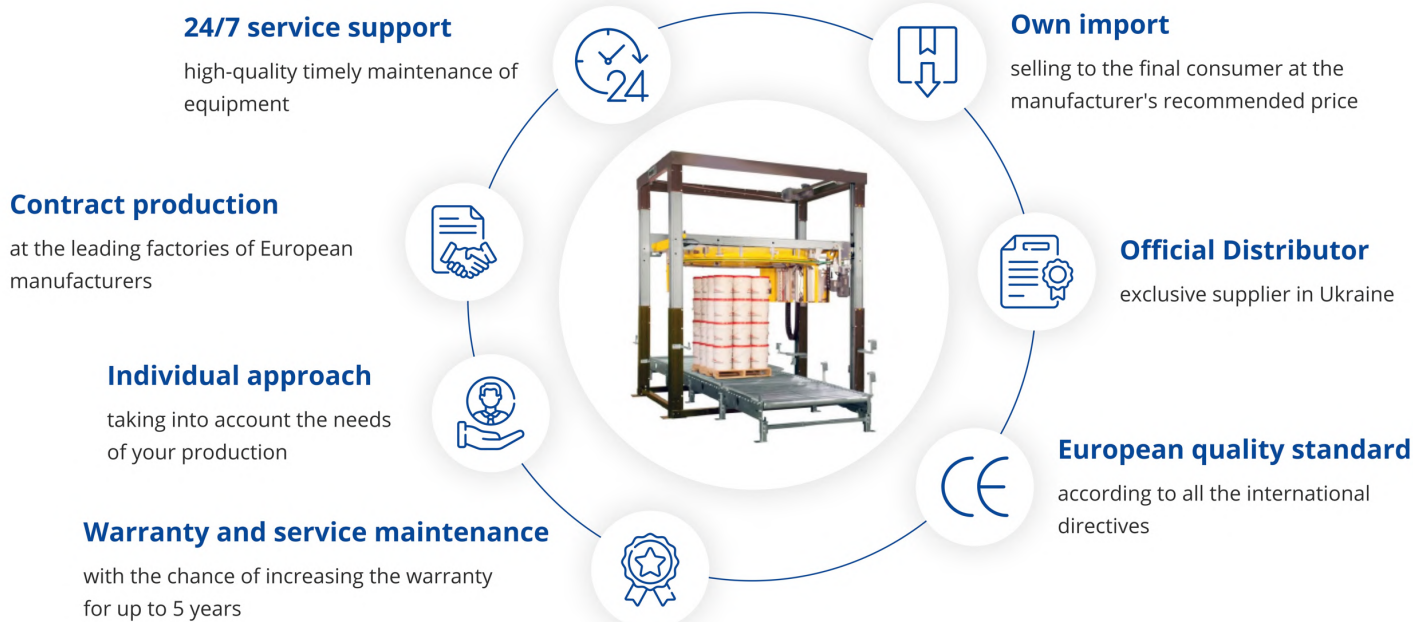 24/7 service support
high-quality timely maintenance of
equipment
24
Own import
selling to the final consumer at the
manufacturer's recommended price
Contract production
at the leading factories of European
manufacturers
Official Distributor
exclusive supplier in Ukraine
Individual approach
taking into account the needs
of your production
European quality standard
according to all the international
directives
CE
Warranty and service maintenance
with the chance of increasing the warranty
for up to 5 years